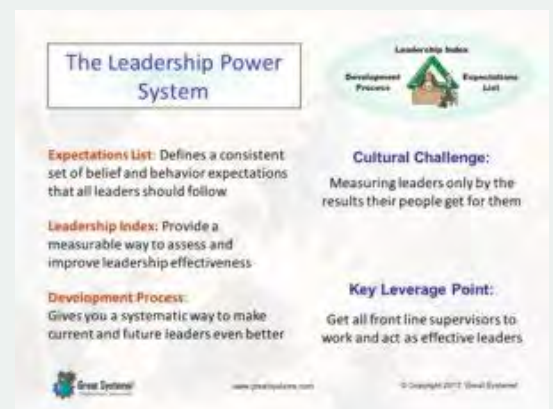 The Leadership Power
System
Leadership Index
Development
Process
Expectations
List
Expectations List: Defines a consistent
set of belief and behavior expectations
that all leaders should follow
Leadership Index: Provide a
measurable way to assess and
improve leadership effectiveness
Development Process:
Gives you a systematic way to make
current and future leaders even better
Cultural Challenge:
Measuring leaders only by the
results their people get for them
Key Leverage Point:
Get all front line supervisors to
work and act as effective leaders
Great Systems!
www.greatsystems.com
© Copyright 2017 Great Systems!